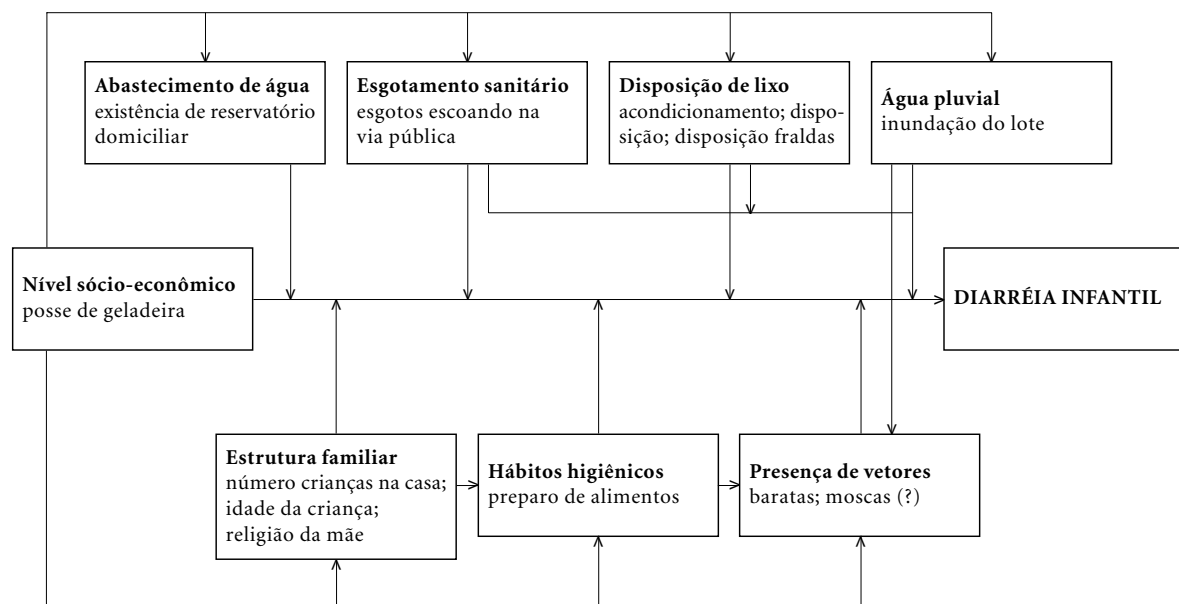 Abastecimento de água
existência de reservatório
domiciliar
Esgotamento sanitário
esgotos escoando na
via pública
Disposição de lixo
acondicionamento; dispo-
sição; disposição fraldas
Água pluvial
inundação do lote
Nível sócio-econômico
posse de geladeira
DIARRÉIA INFANTIL
Estrutura familiar
número crianças na casa;
idade da criança;
religião da mãe
Hábitos higiênicos
preparo de alimentos
Presença de vetores
baratas; moscas (?)